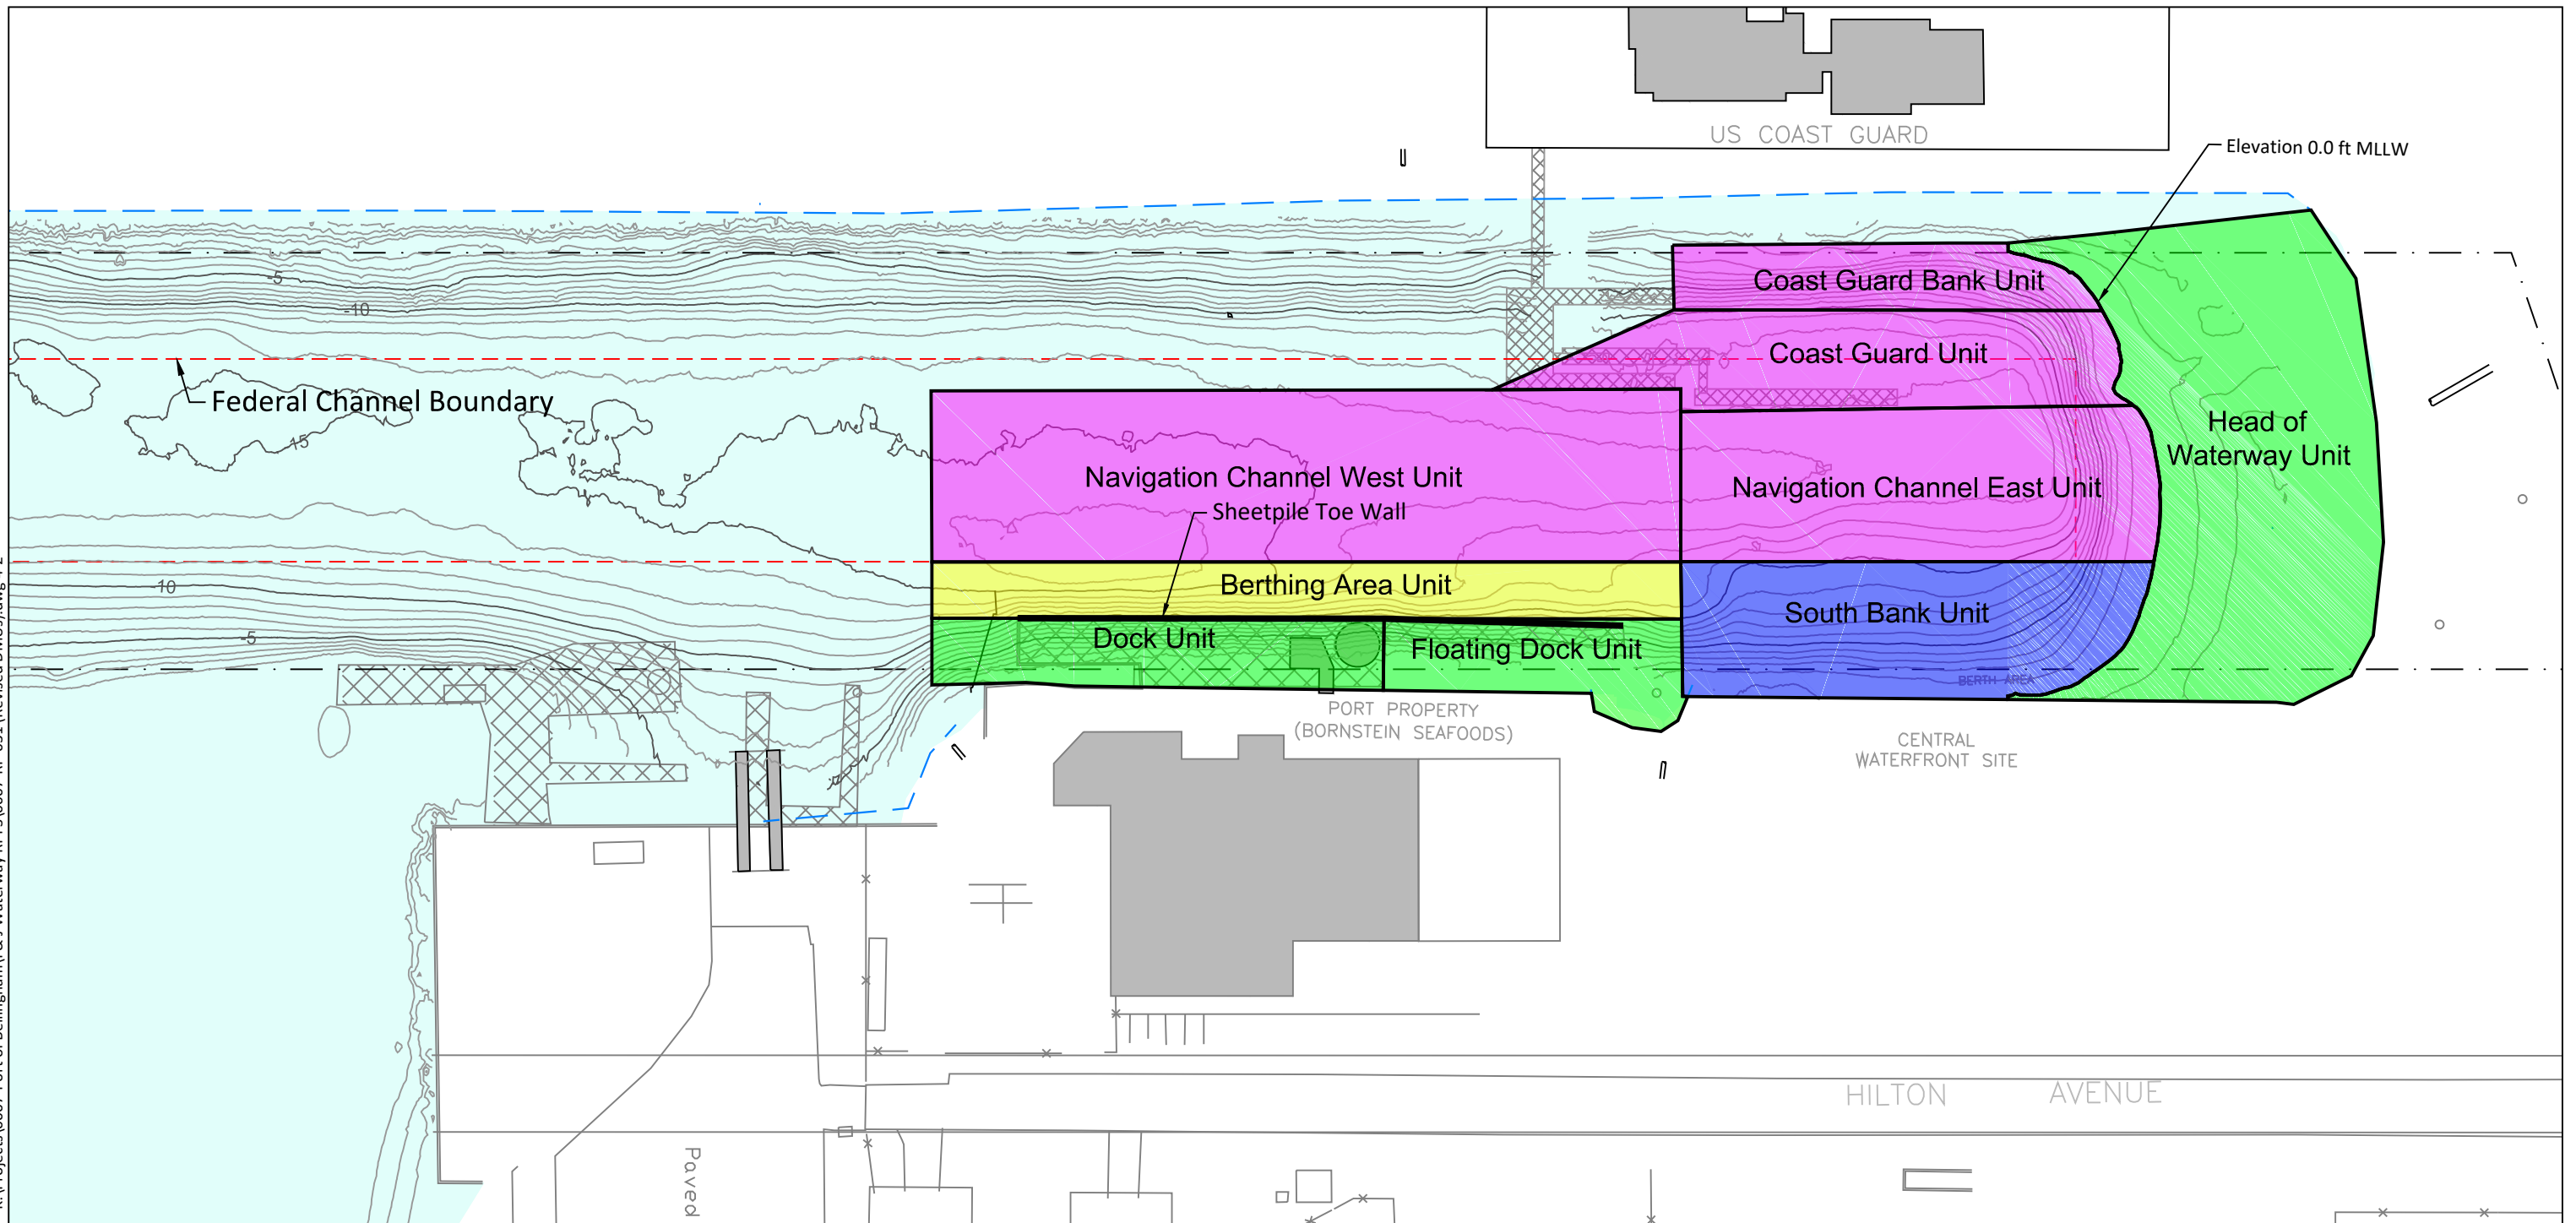 US COAST GUARD
Elevation 0.0 ft MLLW
-5
-10
Coast Guard Bank Unit
Coast Guard Unit
Federal Channel Boundary
15
Head of
Waterway Unit
Navigation Channel West Unit
Navigation Channel East Unit
Sheetpile Toe Wall
-10
Berthing Area Unit
South Bank Unit
-5
Dock Unit
Floating Dock Unit
BERTH AREA
PORT PROPERTY
(BORNSTEIN SEAFOODS)
CENTRAL
WATERFRONT SITE
HILTON AVENUE
Paved